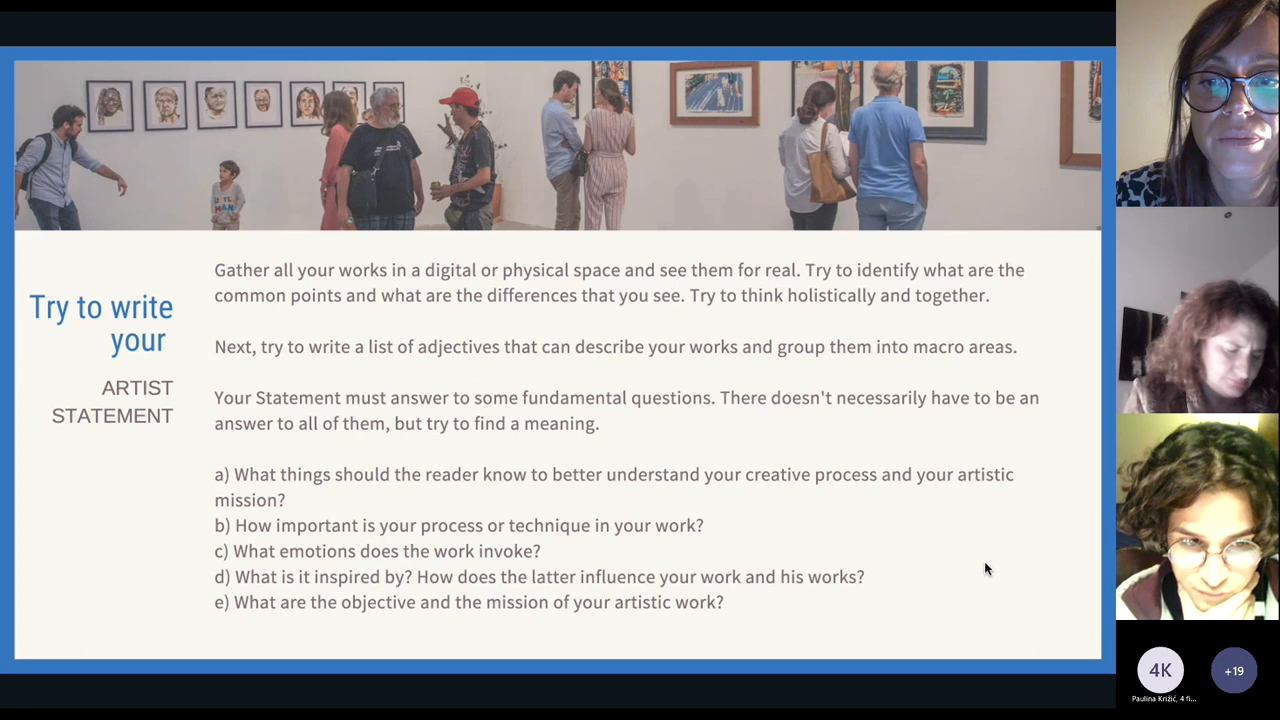 Try to write
your
ARTIST
STATEMENT
Gather all your works in a digital or physical space and see them for real. Try to identify what are the
common points and what are the differences that you see. Try to think holistically and together.
Next, try to write a list of adjectives that can describe your works and group them into macro areas.
Your Statement must answer to some fundamental questions. There doesn't necessarily have to be an
answer to all of them, but try to find a meaning.
a) What things should the reader know to better understand your creative process and your artistic
mission?
b) How important is your process or technique in your work?
c) What emotions does the work invoke?
d) What is it inspired by? How does the latter influence your work and his works?
e) What are the objective and the mission of your artistic work?
4K
+19
Paulina Križić, 4 fi...